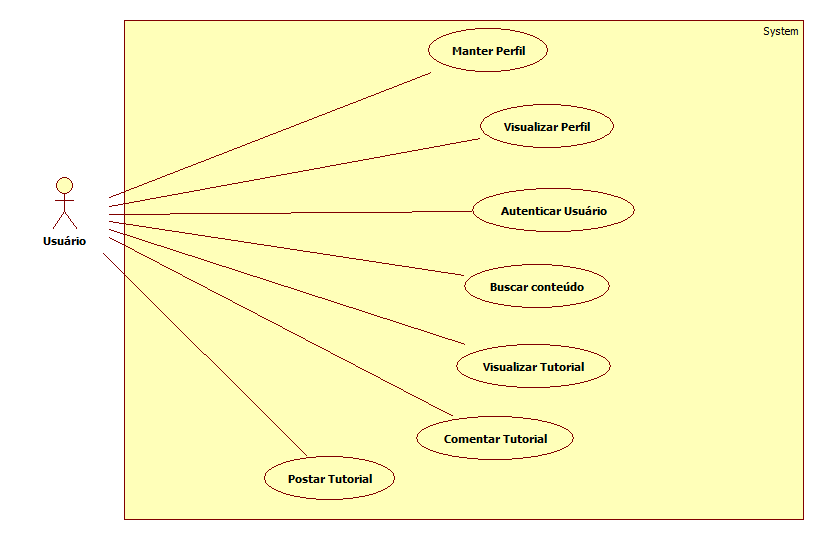 System
Manter Perfil
Visualizar Perfil
Autenticar Usuário
Usuário
Buscar conteúdo
Visualizar Tutorial
Comentar Tutorial
Postar Tutorial